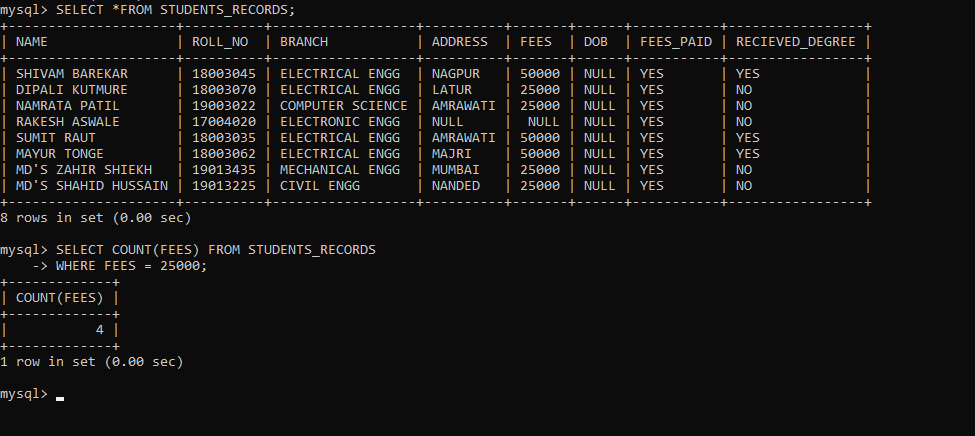 mysql> SELECT *FROM STUDENTS_RECORDS;
+---------------------+----------+------------------+----------+-------+------+-----------+-----------------+
| NAME                | ROLL_NO  | BRANCH           | ADDRESS  | FEES  | DOB  | FEES_PAID | RECIEVED_DEGREE |
+---------------------+----------+------------------+----------+-------+------+-----------+-----------------+
| SHIVAM BAREKAR      | 18003045 | ELECTRICAL ENGG  | NAGPUR   | 50000 | NULL | YES       | YES             |
| DIPALI KUTMURE      | 18003070 | ELECTRICAL ENGG  | LATUR    | 25000 | NULL | YES       | NO              |
| NAMRATA PATIL       | 19003022 | COMPUTER SCIENCE | AMRAWATI | 25000 | NULL | YES       | NO              |
| RAKESH ASWALE       | 17004020 | ELECTRONIC ENGG  | NULL     |  NULL | NULL | YES       | NO              |
| SUMIT RAUT          | 18003035 | ELECTRICAL ENGG  | AMRAWATI | 50000 | NULL | YES       | YES             |
| MAYUR TONGE         | 18003062 | ELECTRICAL ENGG  | MAJRI    | 50000 | NULL | YES       | YES             |
| MD'S ZAHIR SHIEKH   | 19013435 | MECHANICAL ENGG  | MUMBAI   | 25000 | NULL | YES       | NO              |
| MD'S SHAHID HUSSAIN | 19013225 | CIVIL ENGG       | NANDED   | 25000 | NULL | YES       | NO              |
+---------------------+----------+------------------+----------+-------+------+-----------+-----------------+
8 rows in set (0.00 sec)
mysql> SELECT COUNT(FEES) FROM STUDENTS_RECORDS
    -> WHERE FEES = 25000;
+-------------+
| COUNT(FEES) |
+-------------+
|           4 |
+-------------+
1 row in set (0.00 sec)
mysql> _